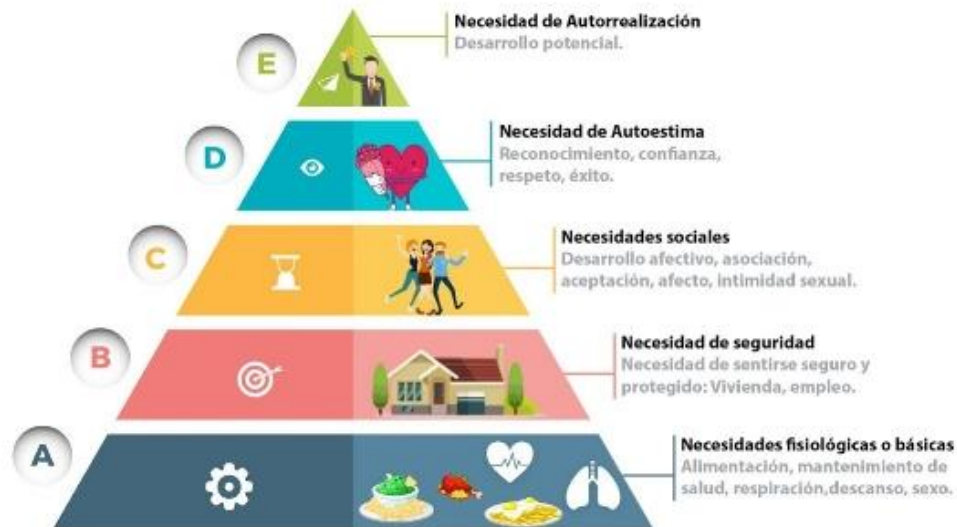 E
Necesidad de Autorrealización
Desarrollo potencial.
D
Necesidad de Autoestima
Reconocimiento, confianza,
respeto, éxito.
C
Necesidades sociales
Desarrollo afectivo, asociación,
aceptación, afecto, intimidad sexual.
B
Necesidad de seguridad
Necesidad de sentirse seguro y
protegido: Vivienda, empleo.
A
Necesidades fisiológicas o básicas
Alimentación, mantenimiento de
salud, respiración,descanso, sexo.